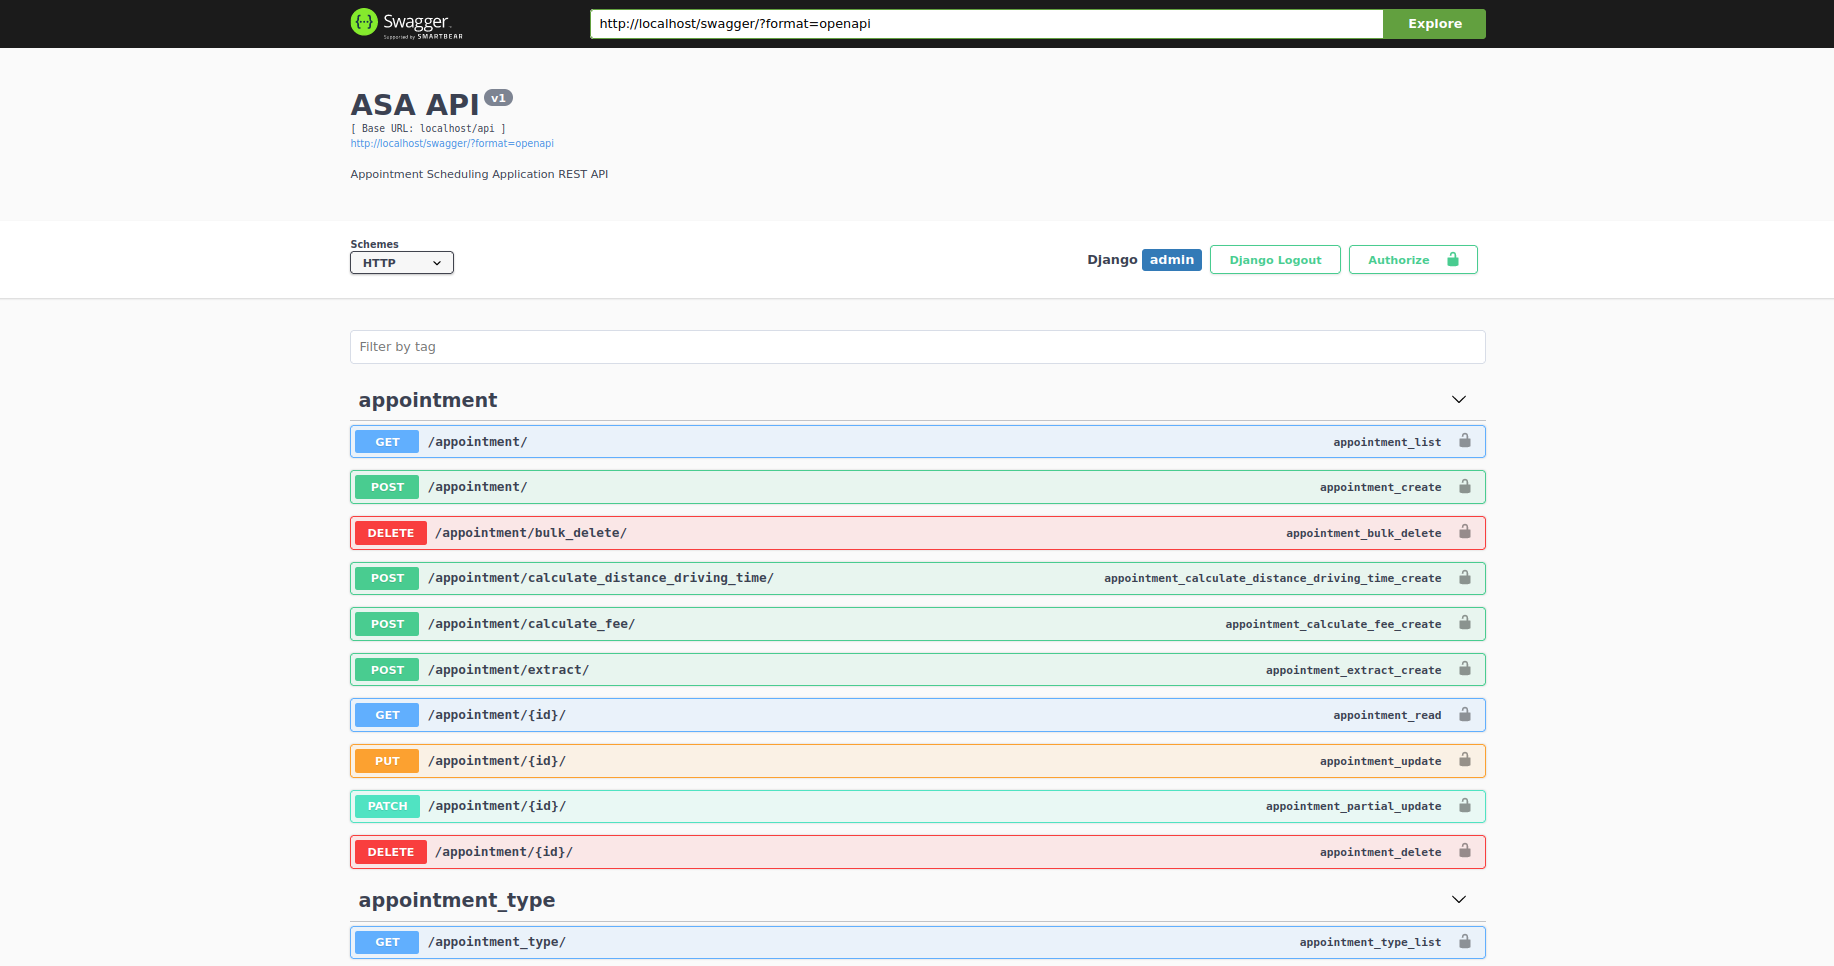 Swagger
Supported by SMARTBEAR
http://localhost/swagger/?format=openapi
Explore
ASA API v1
[ Base URL: localhost/api ]
http://localhost/swagger/?format=openapi
Appointment Scheduling Application REST API
Schemes
HTTP
Django admin Django Logout Authorize
Filter by tag
appointment
GET /appointment/ appointment_list
POST /appointment/ appointment_create
DELETE /appointment/bulk_delete/ appointment_bulk_delete
POST /appointment/calculate_distance_driving_time/ appointment_calculate_distance_driving_time_create
POST /appointment/calculate_fee/ appointment_calculate_fee_create
POST /appointment/extract/ appointment_extract_create
GET /appointment/{id}/ appointment_read
PUT /appointment/{id}/ appointment_update
PATCH /appointment/{id}/ appointment_partial_update
DELETE /appointment/{id}/ appointment_delete
appointment_type
GET /appointment_type/ appointment_type_list